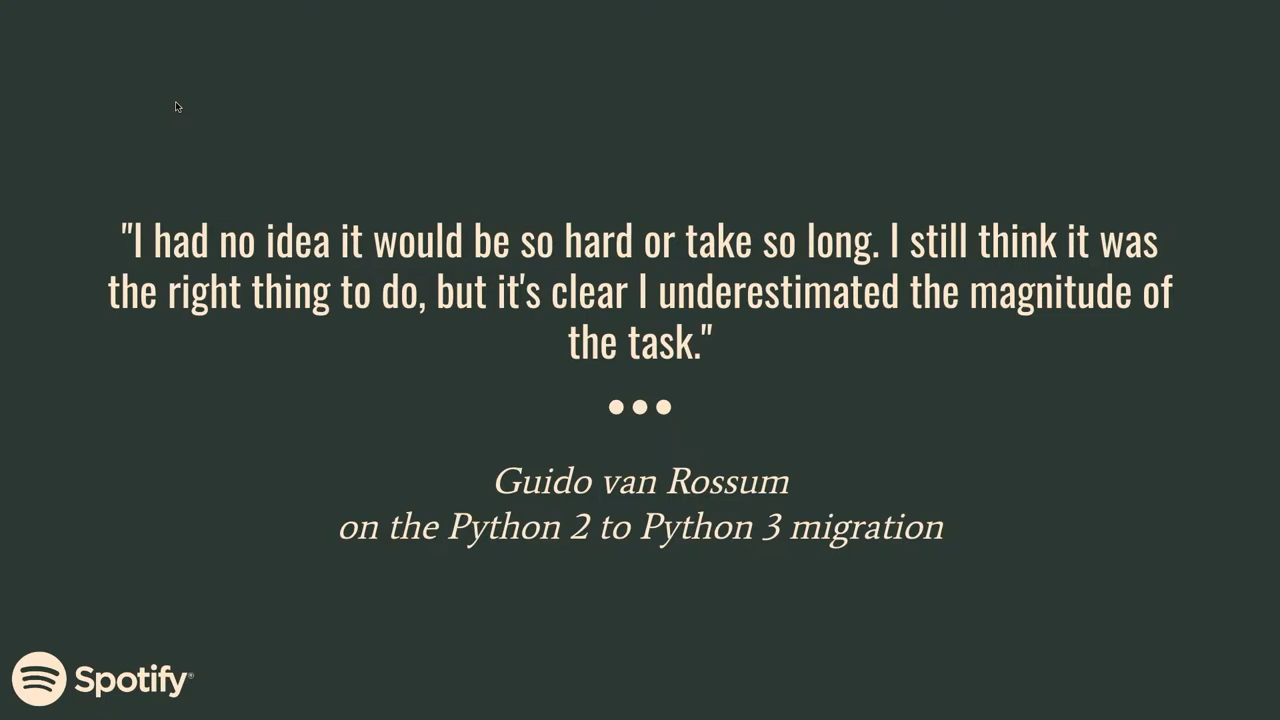 "I had no idea it would be so hard or take so long. I still think it was
the right thing to do, but it's clear I underestimated the magnitude of
the task."
Guido van Rossum
on the Python 2 to Python 3 migration
Spotify®